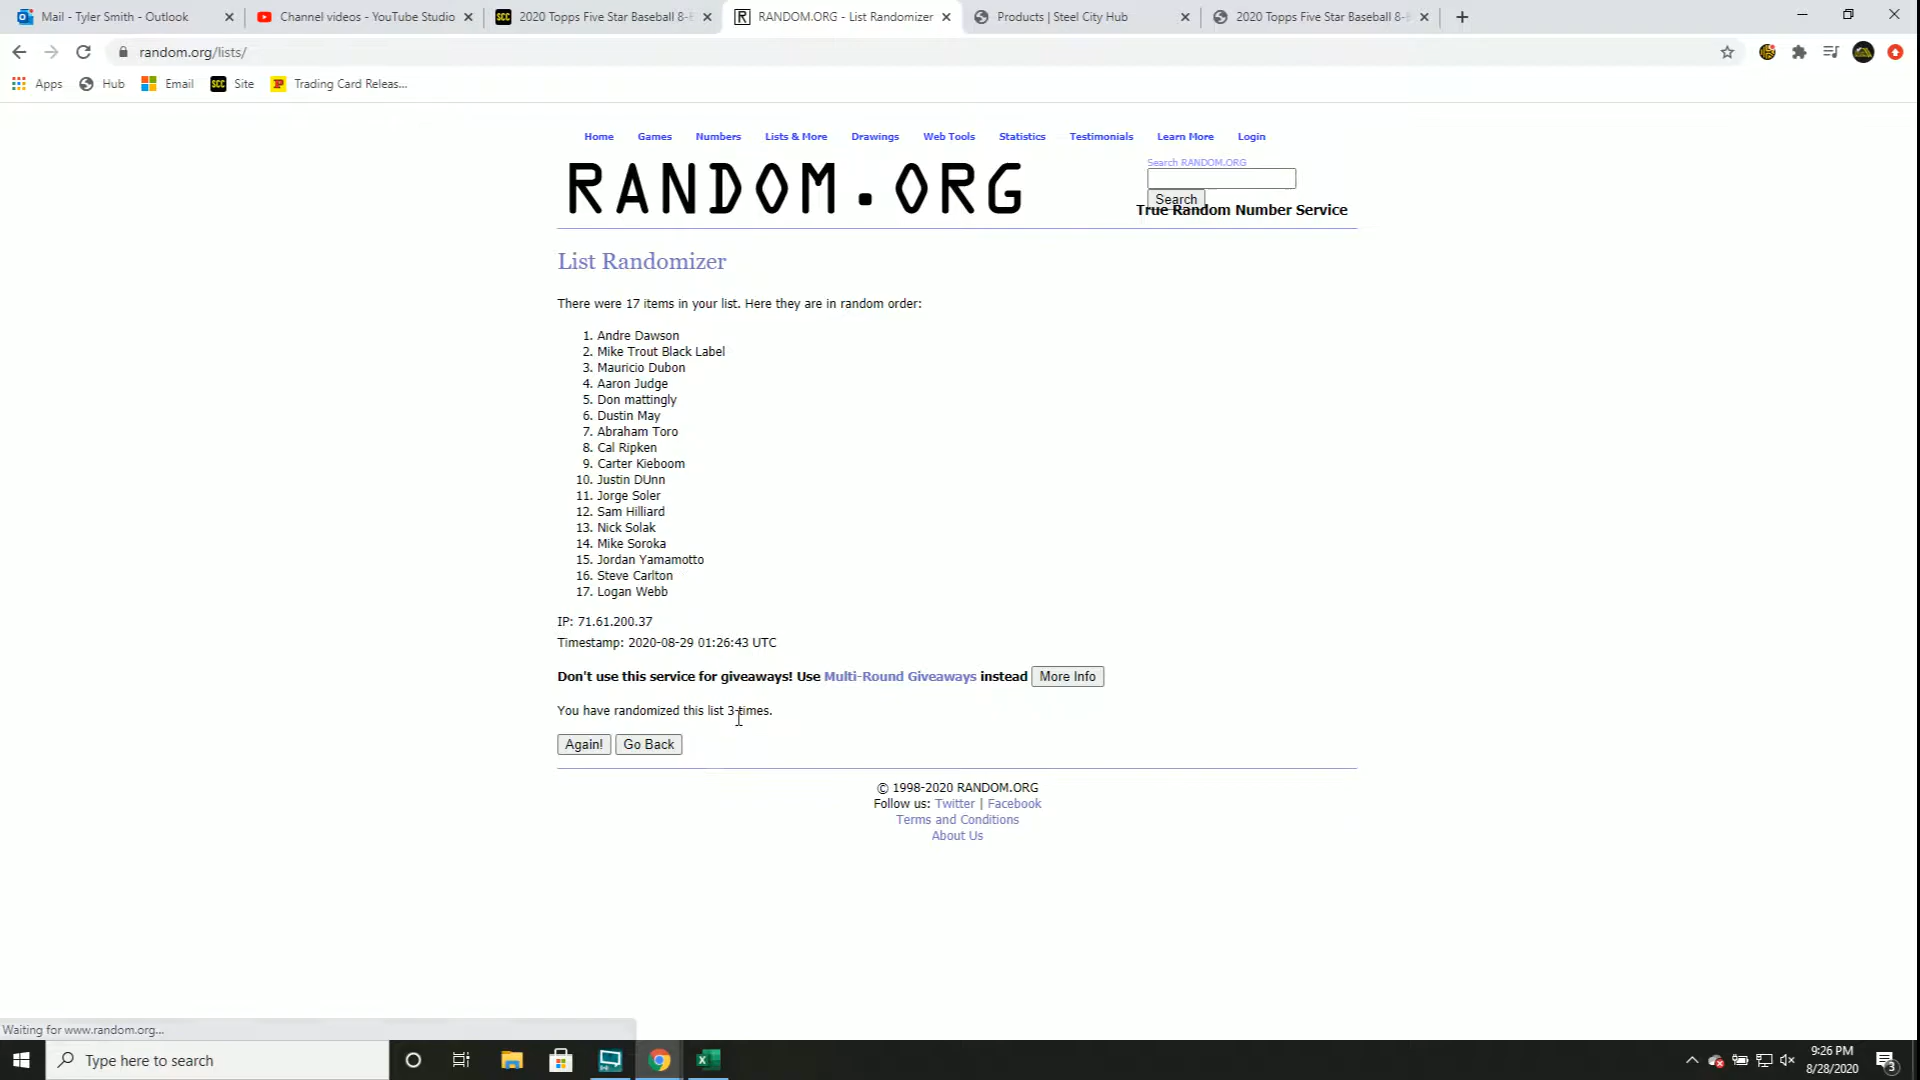 Mail - Tyler Smith - Outlook
Channel videos - YouTube Studio
SCC 2020 Topps Five Star Baseball 8-
R RANDOM.ORG - List Randomizer
Products | Steel City Hub
2020 Topps Five Star Baseball 8-
random.org/lists/
Apps
Hub
Email
SCC Site
Trading Card Releas...
Home Games Numbers Lists & More Drawings Web Tools Statistics Testimonials Learn More Login
RANDOM.ORG
Search RANDOM.ORG
Search
True Random Number Service
List Randomizer
There were 17 items in your list. Here they are in random order:
1. Andre Dawson
2. Mike Trout Black Label
3. Mauricio Dubon
4. Aaron Judge
5. Don mattingly
6. Dustin May
7. Abraham Toro
8. Cal Ripken
9. Carter Kieboom
10. Justin DUnn
11. Jorge Soler
12. Sam Hilliard
13. Nick Solak
14. Mike Soroka
15. Jordan Yamamotto
16. Steve Carlton
17. Logan Webb
IP: 71.61.200.37
Timestamp: 2020-08-29 01:26:43 UTC
Don't use this service for giveaways! Use Multi-Round Giveaways instead More Info
You have randomized this list 3 times.
Again! Go Back
© 1998-2020 RANDOM.ORG
Follow us: Twitter | Facebook
Terms and Conditions
About Us
Waiting for www.random.org...
Type here to search
9:26 PM
8/28/2020
3